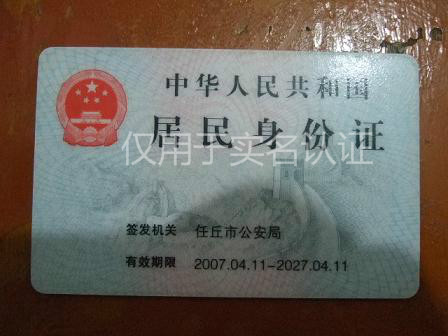 中华人民共和国
居民身份证
仅用于实名认证
签发机关 任丘市公安局
有效期限 2007.04.11-2027.04.11